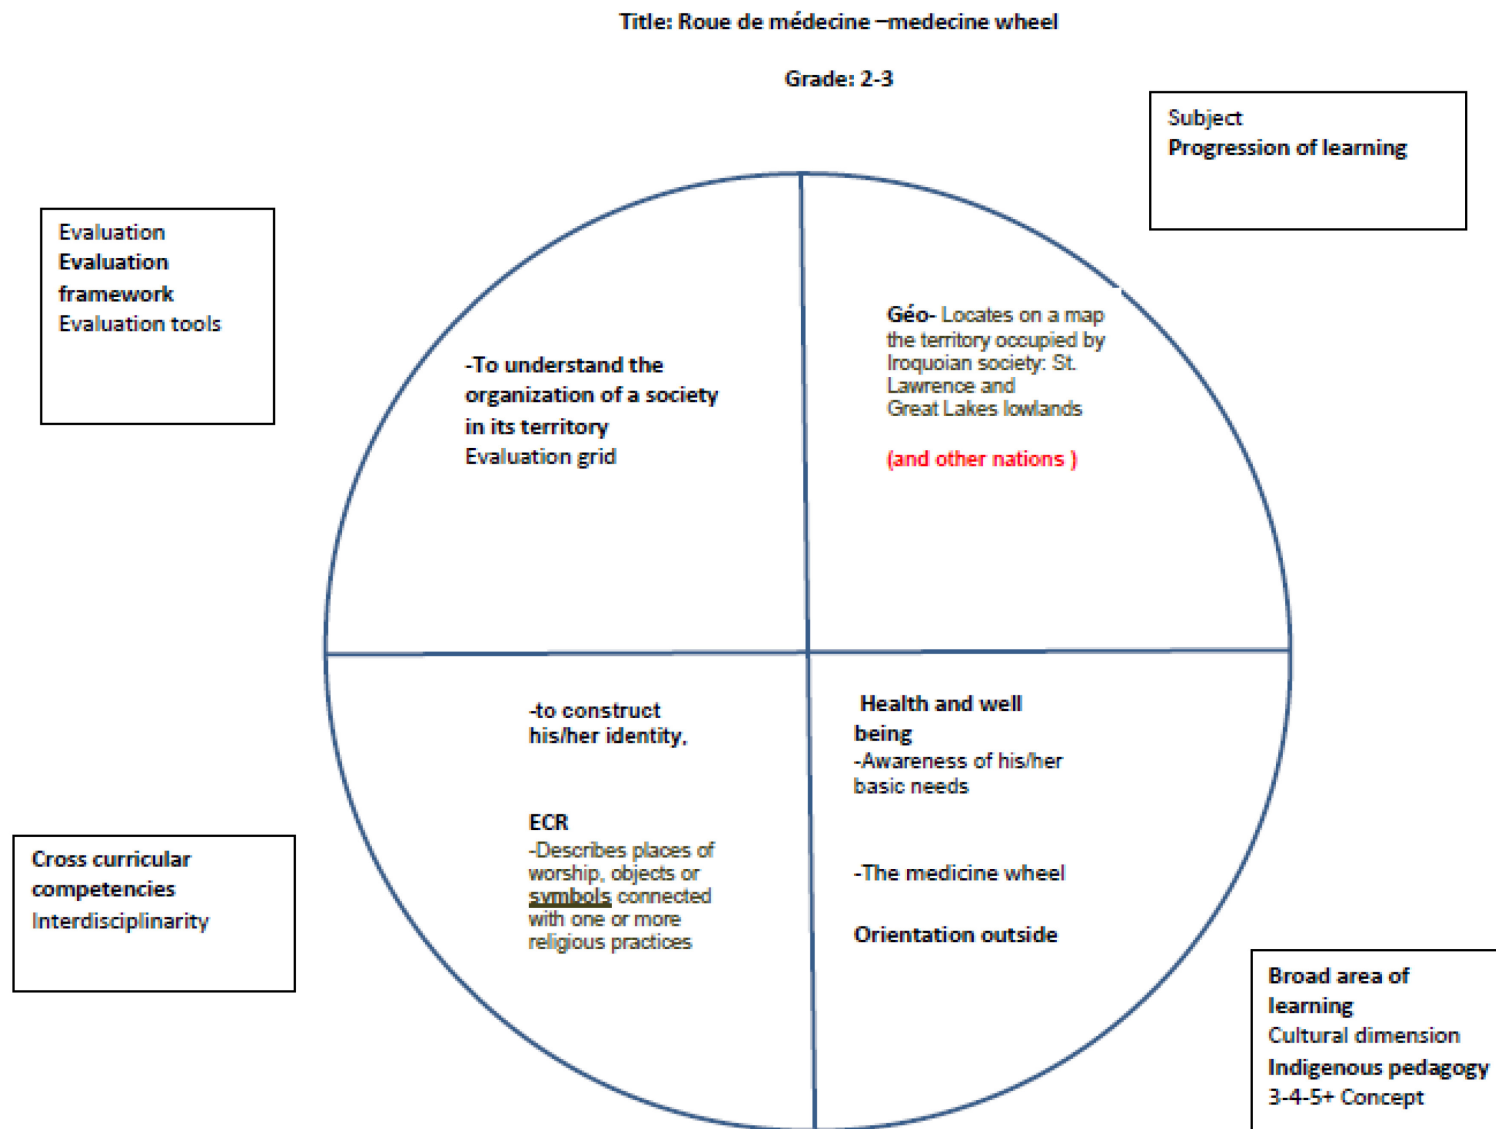 Title: Roue de médecine –medecine wheel
Grade: 2-3
Subject
Progression of learning
Evaluation
Evaluation
framework
Evaluation tools
-To understand the
organization of a society
in its territory
Evaluation grid
Géo- Locates on a map
the territory occupied by
Iroquoian society: St.
Lawrence and
Great Lakes lowlands
(and other nations )
-to construct
his/her identity,
ECR
-Describes places of
worship, objects or
symbols connected
with one or more
religious practices
Health and well
being
-Awareness of his/her
basic needs
-The medicine wheel
Orientation outside
Cross curricular
competencies
Interdisciplinarity
Broad area of
learning
Cultural dimension
Indigenous pedagogy
3-4-5+ Concept